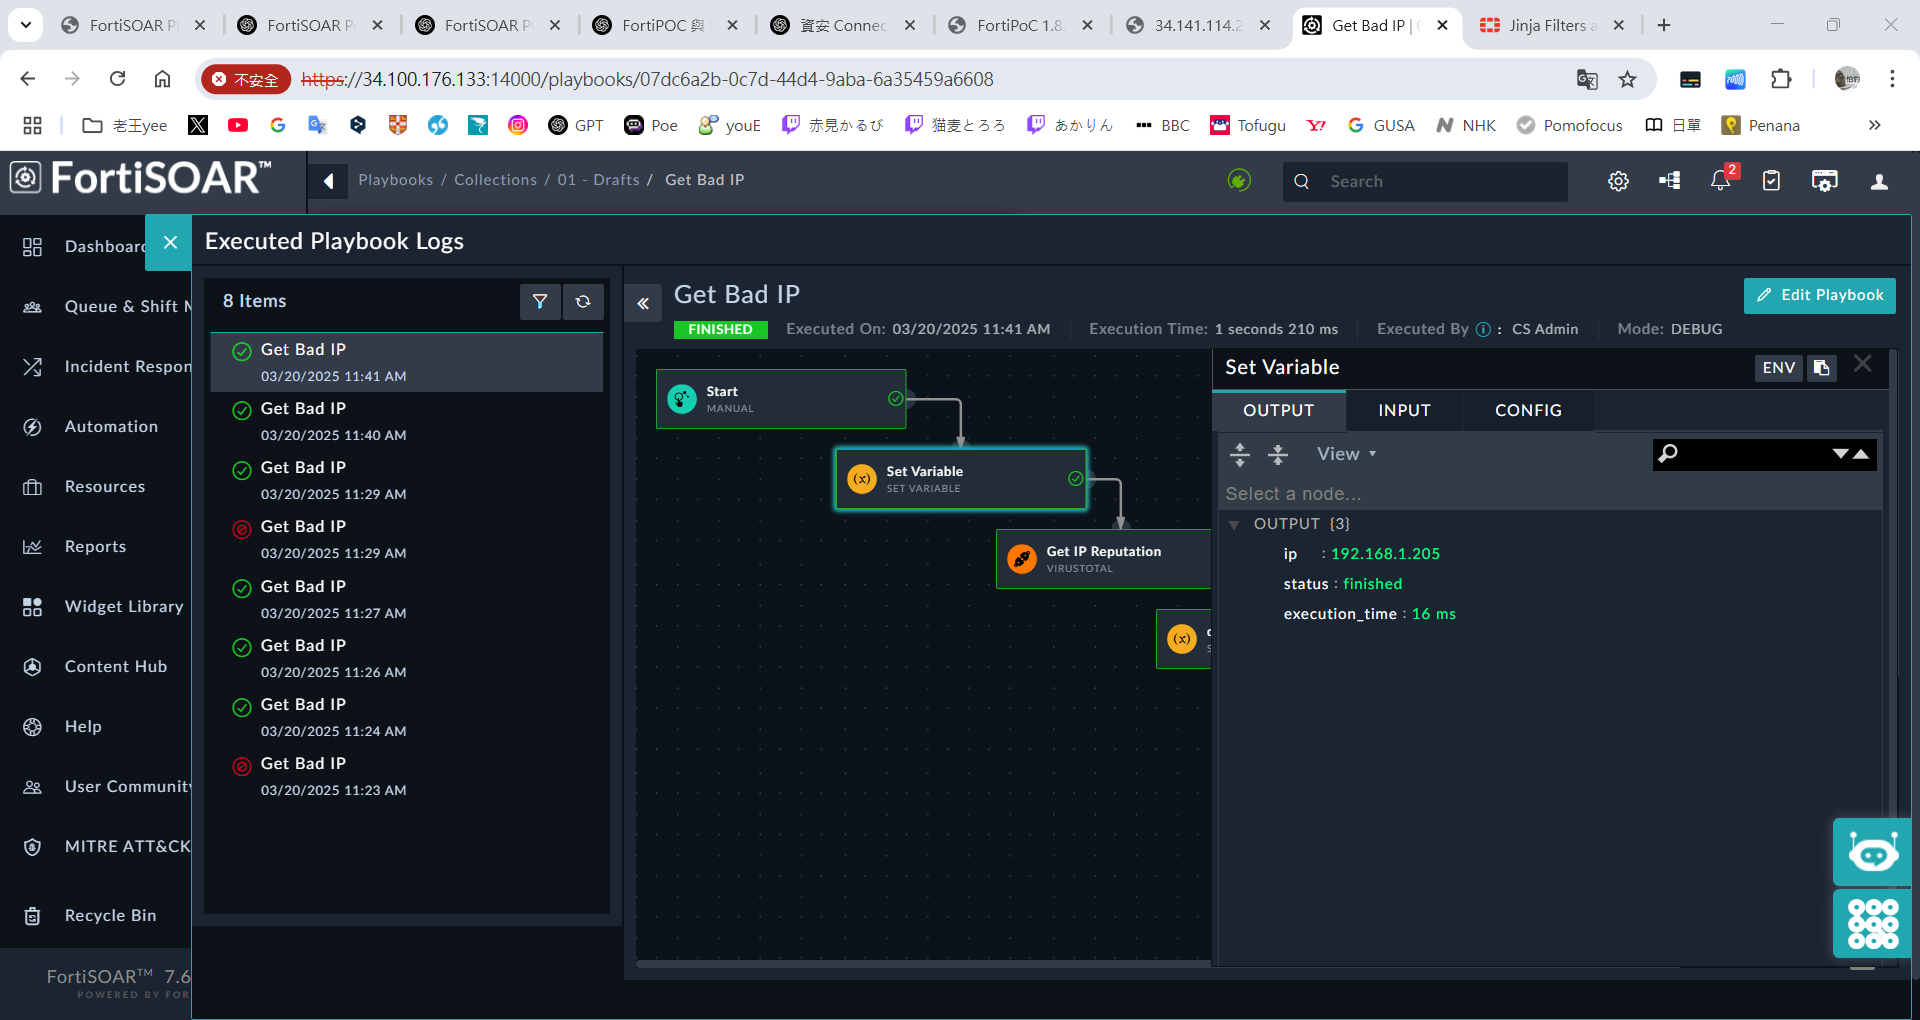 FortiSOAR P
FortiSOAR P
FortiSOAR P
FortiPOC 與
資安 Connec
FortiPoC 1.8.
34.141.114.2
Get Bad IP | C
Jinja Filters a
不安全
https://34.100.176.133:14000/playbooks/07dc6a2b-0c7d-44d4-9aba-6a35459a6608
老王yee
GPT
Poe
youE
赤見かるび
猫麦とろろ
あかりん
BBC
Tofugu
GUSA
NHK
Pomofocus
日單
Penana
FortiSOAR™
Playbooks / Collections / 01 - Drafts / Get Bad IP
Search
2
Dashboard
Queue & Shift M
Incident Respon
Automation
Resources
Reports
Widget Library
Content Hub
Help
User Community
MITRE ATT&CK
Recycle Bin
FortiSOAR™ 7.6
POWERED BY FOR
Executed Playbook Logs
8 Items
Get Bad IP
03/20/2025 11:41 AM
Get Bad IP
03/20/2025 11:40 AM
Get Bad IP
03/20/2025 11:29 AM
Get Bad IP
03/20/2025 11:29 AM
Get Bad IP
03/20/2025 11:27 AM
Get Bad IP
03/20/2025 11:26 AM
Get Bad IP
03/20/2025 11:24 AM
Get Bad IP
03/20/2025 11:23 AM
Get Bad IP
Edit Playbook
FINISHED Executed On: 03/20/2025 11:41 AM Execution Time: 1 seconds 210 ms Executed By : CS Admin Mode: DEBUG
Start
MANUAL
Set Variable
SET VARIABLE
Get IP Reputation
VIRUSTOTAL
Set Variable
ENV
OUTPUT INPUT CONFIG
View
Select a node...
OUTPUT {3}
ip : 192.168.1.205
status : finished
execution_time : 16 ms